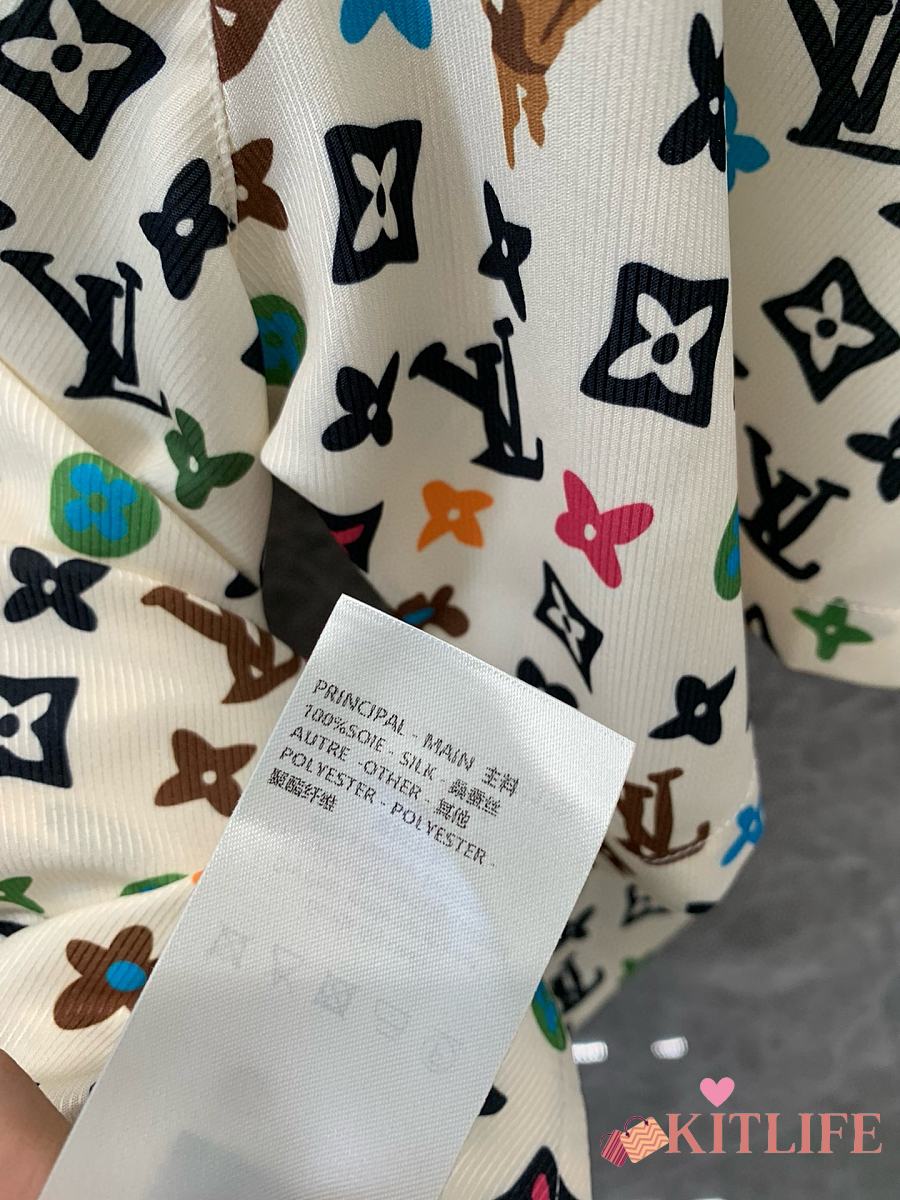 PRINCIPAL - MAIN 主料
100%SOIE - SILK - 桑蚕丝
AUTRE -OTHER - 其他
POLYESTER - POLYESTER -
聚酯纤维
KITLIFE